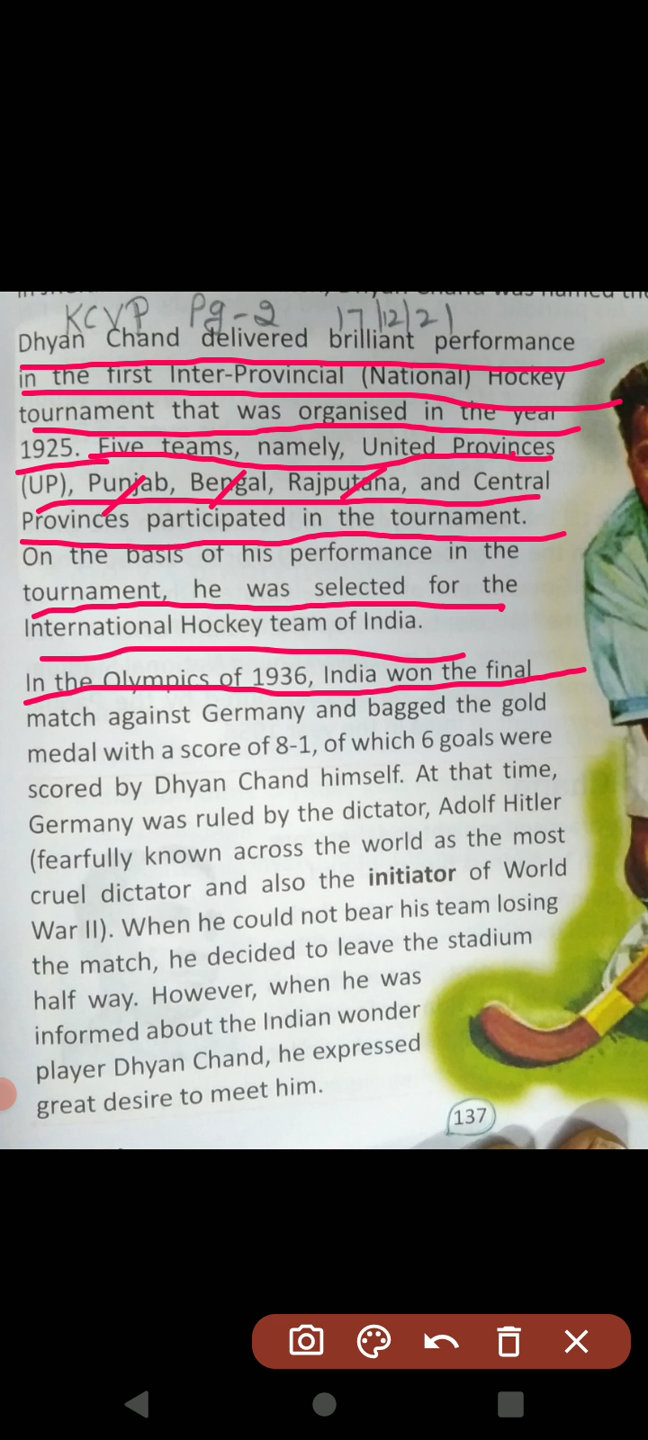 Dhyan Chand was named the
KCVP Pg-2 17/12/21
Dhyan Chand delivered brilliant performance
in the first Inter-Provincial (National) Hockey
tournament that was organised in the year
1925. Five teams, namely, United Provinces
(UP), Punjab, Bengal, Rajputana, and Central
Provinces participated in the tournament.
On the basis of his performance in the
tournament, he was selected for the
International Hockey team of India.
In the Olympics of 1936, India won the final
match against Germany and bagged the gold
medal with a score of 8-1, of which 6 goals were
scored by Dhyan Chand himself. At that time,
Germany was ruled by the dictator, Adolf Hitler
(fearfully known across the world as the most
cruel dictator and also the initiator of World
War II). When he could not bear his team losing
the match, he decided to leave the stadium
half way. However, when he was
informed about the Indian wonder
player Dhyan Chand, he expressed
great desire to meet him.
137